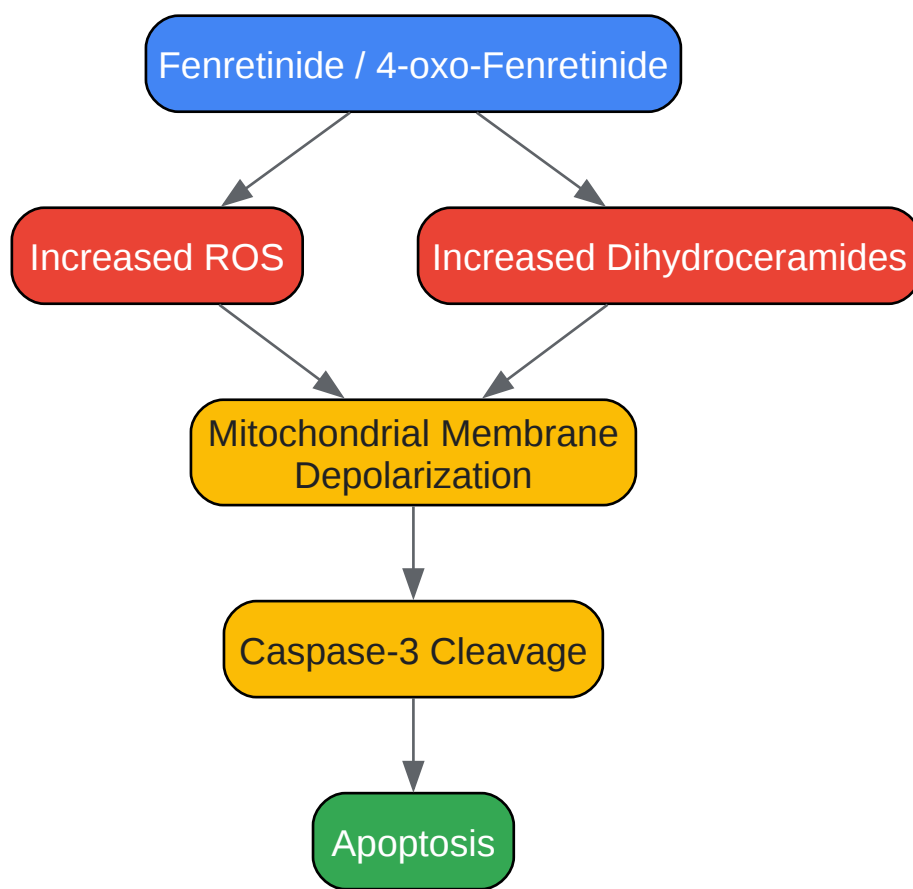 Fenretinide / 4-oxo-Fenretinide
Increased ROS
Increased Dihydroceramides
Mitochondrial Membrane
Depolarization
Caspase-3 Cleavage
Apoptosis